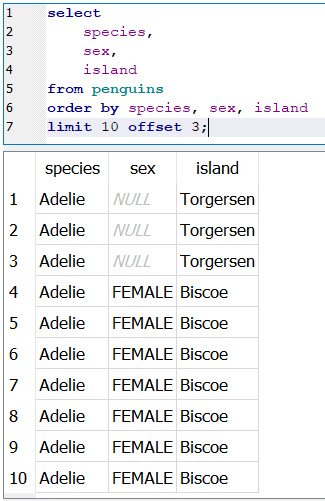 1 select
2 species,
3 sex,
4 island
5 from penguins
6 order by species, sex, island
7 limit 10 offset 3;
species sex island
1 Adelie NULL Torgersen
2 Adelie NULL Torgersen
3 Adelie NULL Torgersen
4 Adelie FEMALE Biscoe
5 Adelie FEMALE Biscoe
6 Adelie FEMALE Biscoe
7 Adelie FEMALE Biscoe
8 Adelie FEMALE Biscoe
9 Adelie FEMALE Biscoe
10 Adelie FEMALE Biscoe